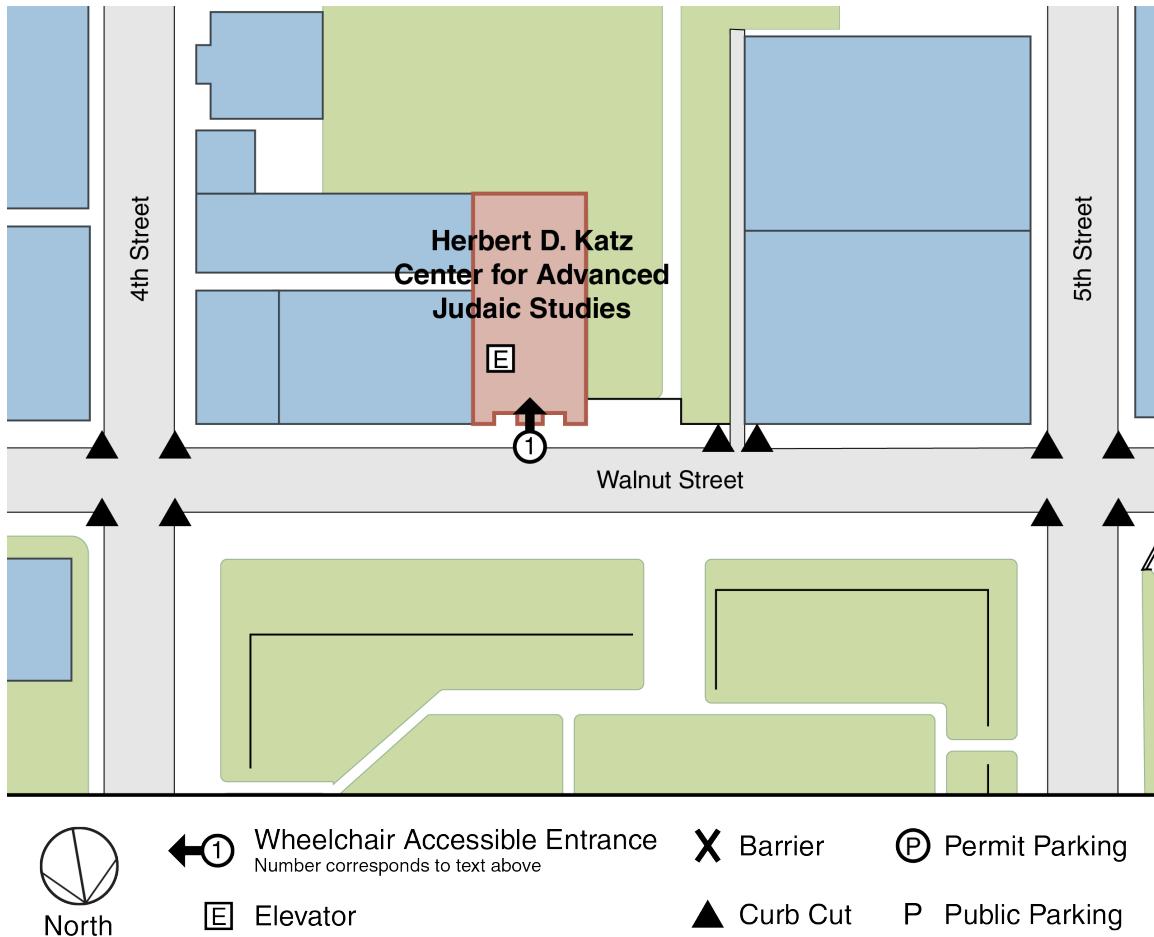 4th Street
Herbert D. Katz
Center for Advanced
Judaic Studies
5th Street
E
1
Walnut Street
North
1 Wheelchair Accessible Entrance
Number corresponds to text above
E Elevator
Barrier
Curb Cut
P Permit Parking
P Public Parking